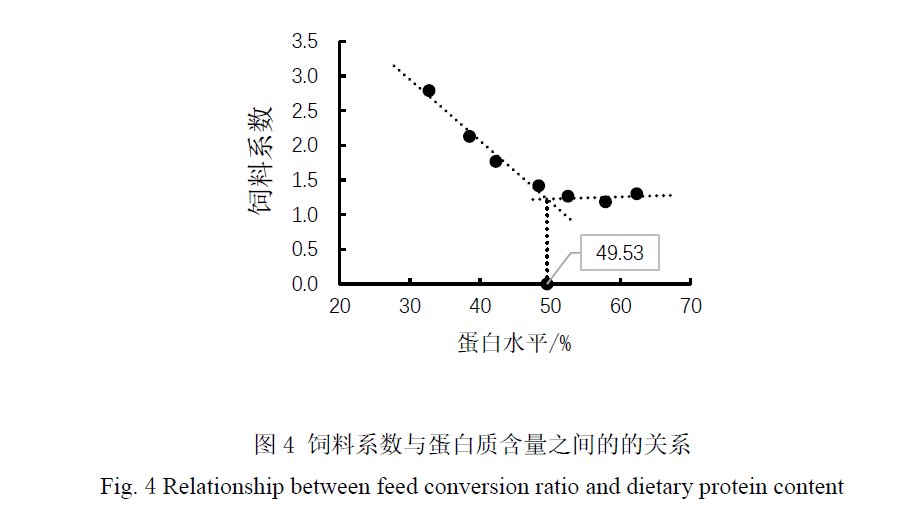 3.5
3.0
2.5
2.0
1.5
1.0
0.5
0.0
饲料系数
49.53
20 30 40 50 60 70
蛋白水平/%
图 4 饲料系数与蛋白质含量之间的的关系
Fig. 4 Relationship between feed conversion ratio and dietary protein content